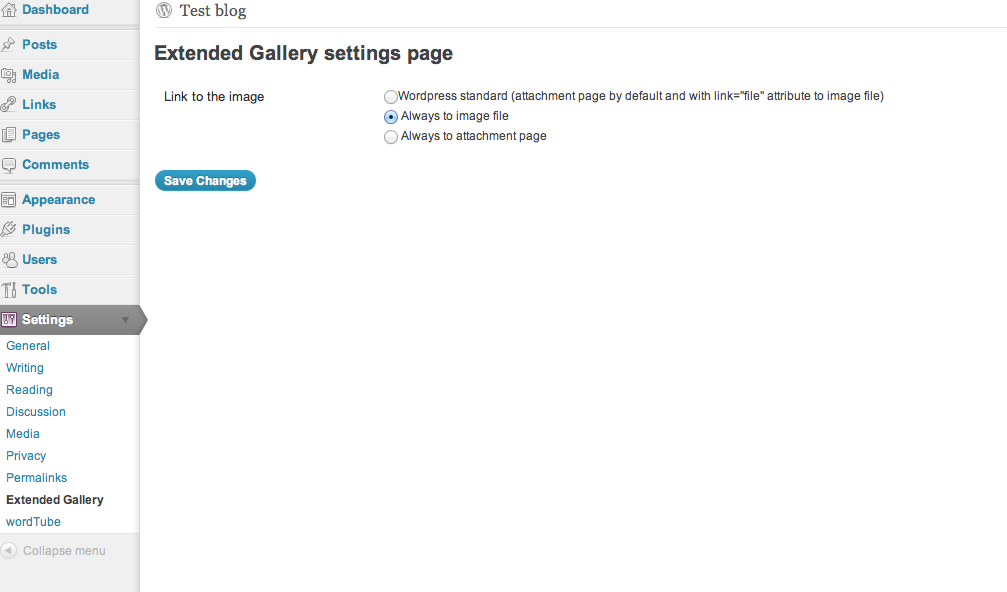 Dashboard
Posts
Media
Links
Pages
Comments
Appearance
Plugins
Users
Tools
Settings
General
Writing
Reading
Discussion
Media
Privacy
Permalinks
Extended Gallery
wordTube
Collapse menu
Test blog
Extended Gallery settings page
Link to the image
Wordpress standard (attachment page by default and with link="file" attribute to image file)
Always to image file
Always to attachment page
Save Changes